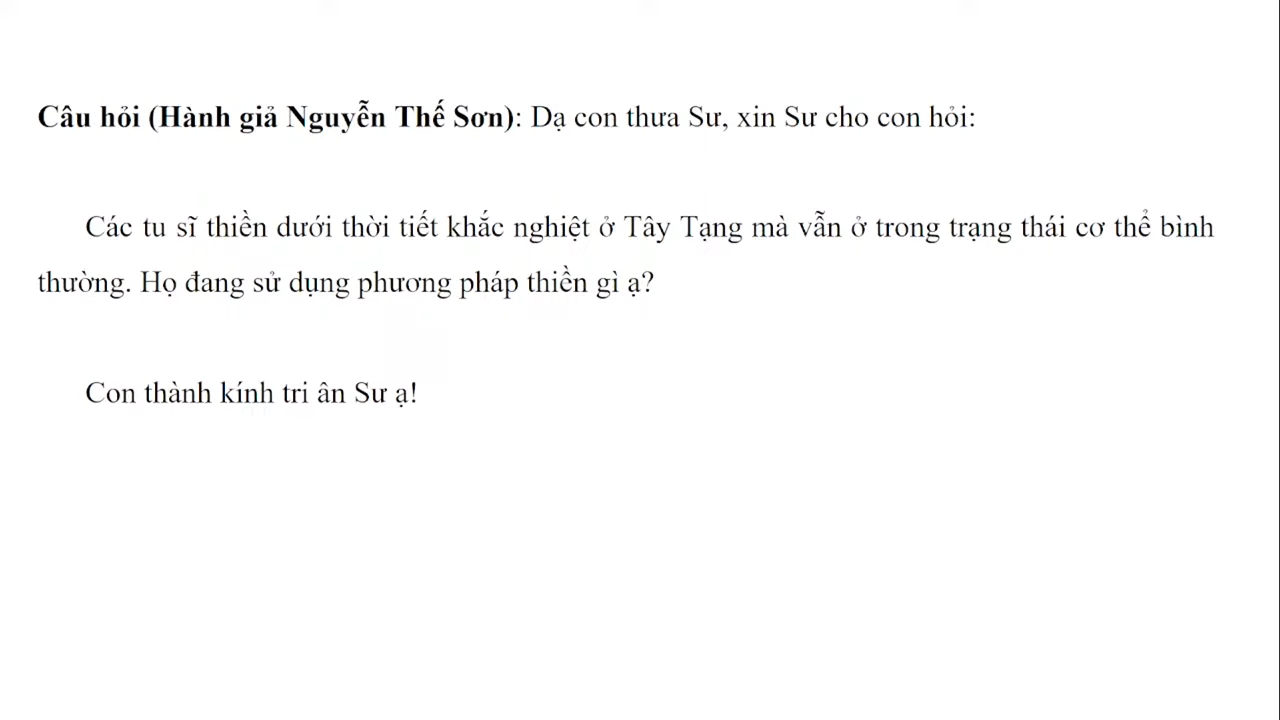 Câu hỏi (Hành giả Nguyễn Thế Sơn): Dạ con thưa Sư, xin Sư cho con hỏi:
Các tu sĩ thiền dưới thời tiết khắc nghiệt ở Tây Tạng mà vẫn ở trong trạng thái cơ thể bình
thường. Họ đang sử dụng phương pháp thiền gì ạ?
Con thành kính tri ân Sư ạ!